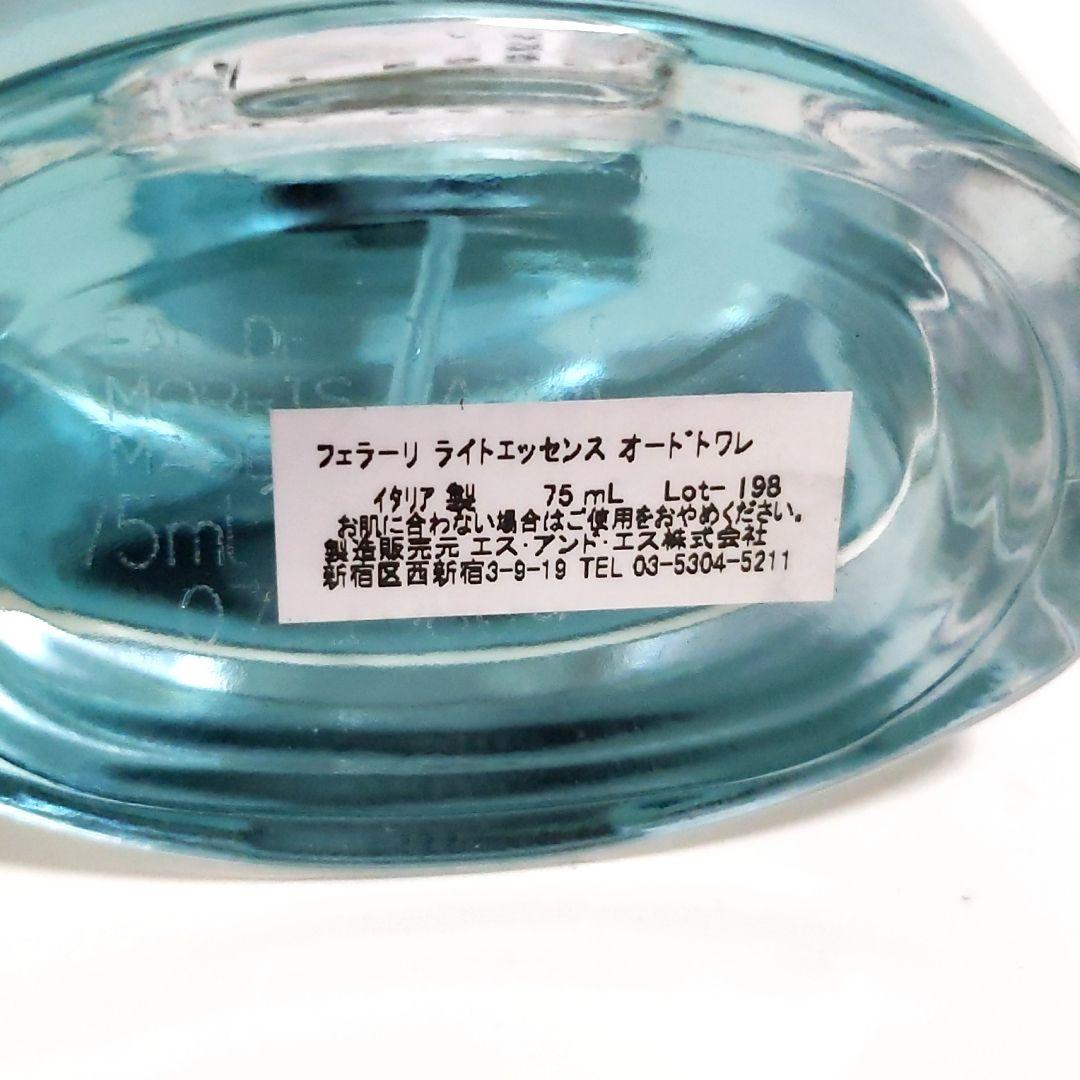 フェラーリ ライトエッセンス オードトワレ
イタリア 製 75 mL Lot- 198
お肌に合わない場合はご使用をおやめください。
製造販売元 エス・アンド・エス株式会社
新宿区西新宿3-9-19 TEL 03-5304-5211
75ml